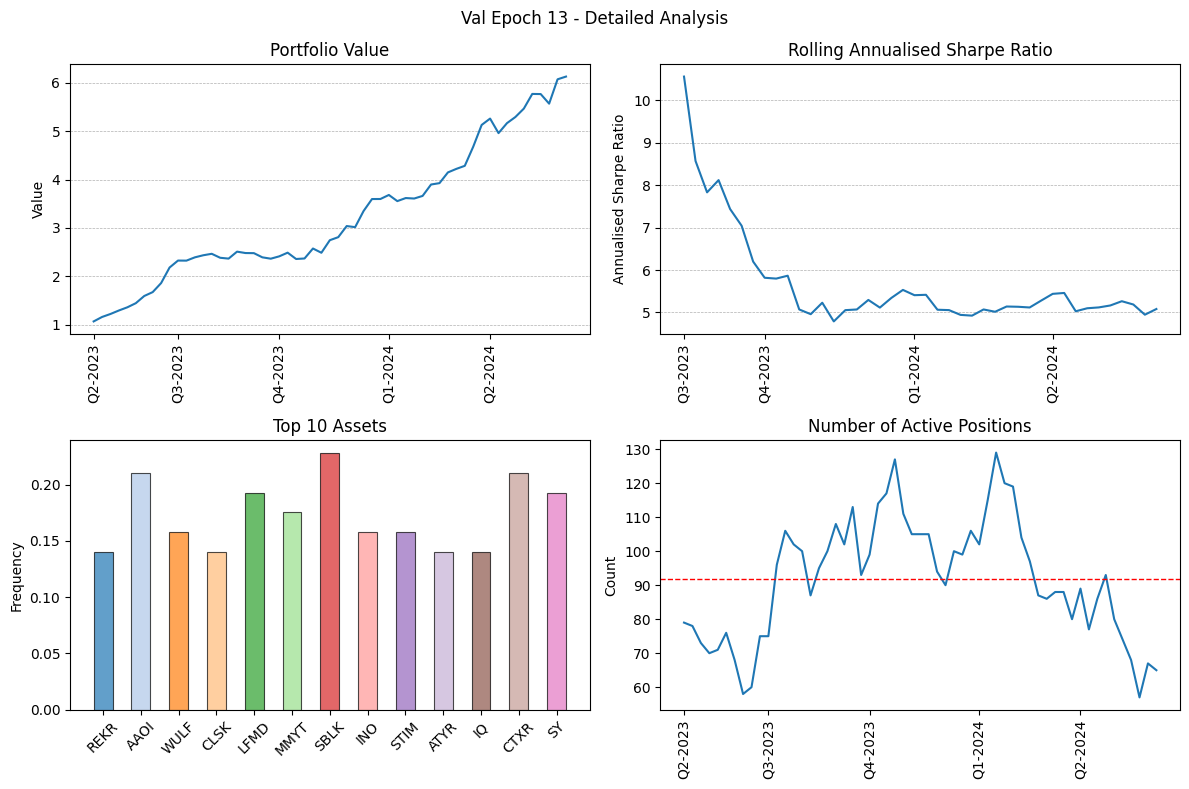 Val Epoch 13 - Detailed Analysis
Portfolio Value
Value
6
5
4
3
2
1
Q2-2023
Q3-2023
Q4-2023
Q1-2024
Q2-2024
Rolling Annualised Sharpe Ratio
Annualised Sharpe Ratio
10
9
8
7
6
5
Q3-2023
Q4-2023
Q1-2024
Q2-2024
Top 10 Assets
Frequency
0.20
0.15
0.10
0.05
0.00
REKR
AAOI
WULF
CLSK
LFMD
MMYT
SBLK
INO
STIM
ATYR
IQ
CTXR
SY
Number of Active Positions
Count
130
120
110
100
90
80
70
60
Q2-2023
Q3-2023
Q4-2023
Q1-2024
Q2-2024